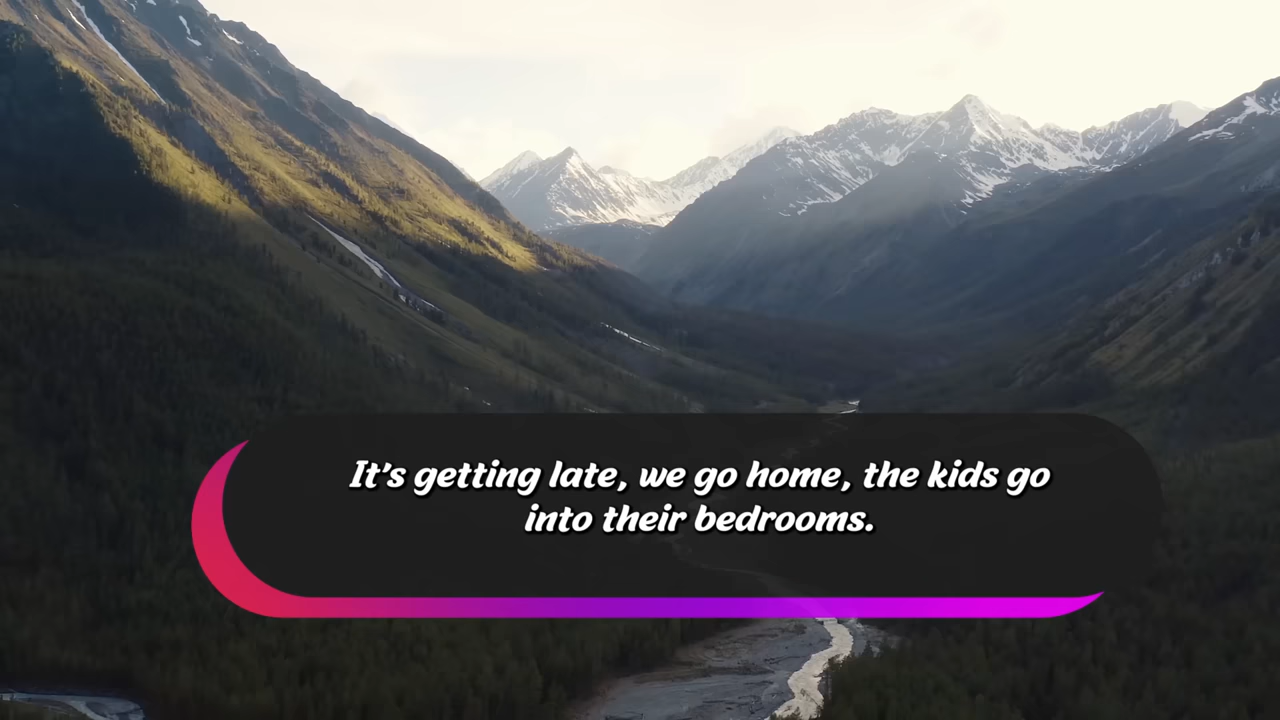 It's getting late, we go home, the kids go
into their bedrooms.